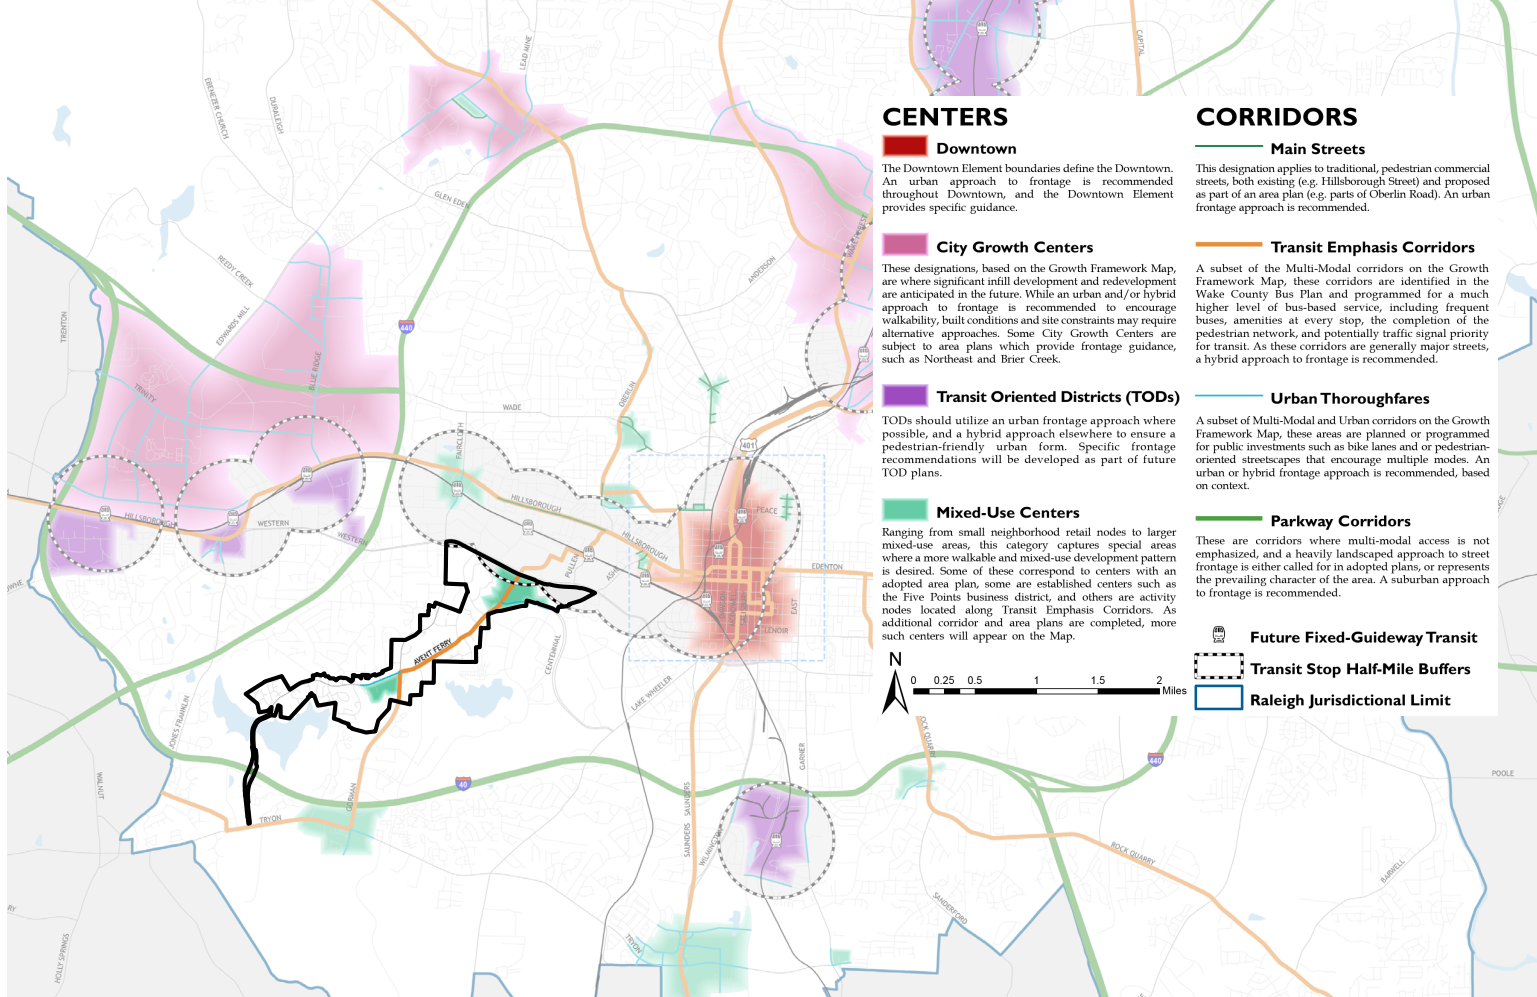 CENTERS
Downtown
The Downtown Element boundaries define the Downtown.
An urban approach to frontage is recommended
throughout Downtown, and the Downtown Element
provides specific guidance.
City Growth Centers
These designations, based on the Growth Framework Map,
are where significant infill development and redevelopment
are anticipated in the future. While an urban and/or hybrid
approach to frontage is recommended to encourage
walkability, built conditions and site constraints may require
alternative approaches. Some City Growth Centers are
subject to area plans which provide frontage guidance,
such as Northeast and Brier Creek.
Transit Oriented Districts (TODs)
TODs should utilize an urban frontage approach where
possible, and a hybrid approach elsewhere to ensure a
pedestrian-friendly urban form. Specific frontage
recommendations will be developed as part of future
TOD plans.
Mixed-Use Centers
Ranging from small neighborhood retail nodes to larger
mixed-use areas, this category captures special areas
where a more walkable and mixed-use development pattern
is desired. Some of these correspond to centers with an
adopted area plan, some are established centers such as
the Five Points business district, and others are activity
nodes located along Transit Emphasis Corridors. As
additional corridor and area plans are completed, more
such centers will appear on the Map.
N
0 0.25 0.5 1 1.5 2
Miles
CORRIDORS
Main Streets
This designation applies to traditional, pedestrian commercial
streets, both existing (e.g. Hillsborough Street) and proposed
as part of an area plan (e.g. parts of Oberlin Road). An urban
frontage approach is recommended.
Transit Emphasis Corridors
A subset of the Multi-Modal corridors on the Growth
Framework Map, these corridors are identified in the
Wake County Bus Plan and programmed for a much
higher level of bus-based service, including frequent
buses, amenities at every stop, the completion of the
pedestrian network, and potentially traffic signal priority
for transit. As these corridors are generally major streets,
a hybrid approach to frontage is recommended.
Urban Thoroughfares
A subset of Multi-Modal and Urban corridors on the Growth
Framework Map, these areas are planned or programmed
for public investments such as bike lanes and or pedestrian-
oriented streetscapes that encourage multiple modes. An
urban or hybrid frontage approach is recommended, based
on context.
Parkway Corridors
These are corridors where multi-modal access is not
emphasized, and a heavily landscaped approach to street
frontage is either called for in adopted plans, or represents
the prevailing character of the area. A suburban approach
to frontage is recommended.
Future Fixed-Guideway Transit
Transit Stop Half-Mile Buffers
Raleigh Jurisdictional Limit
LEAD MINE
EBENEZER CHURCH
DURALEIGH
CAPITAL
GLEN EDEN
REEDY CREEK
ANDERSON
EDWARDS MILL
TRENTON
440
BLUE RIDGE
TRINITY
WADE
OBERLIN
FAIRCLOTH
401
HILLSBOROUGH
HILLSBOROUGH
WESTERN
WESTERN
PEACE
HILLSBOROUGH
PULLEN
ASHE
EDENTON
EAST
LENOIR
AVENT FERRY
CENTENNIAL
LAKE WHEELER
JONES FRANKLIN
GARNER
WALNUT
40
440
POOLE
GORMAN
TRYON
SAUNDERS
SAUNDERS
WILMINGTON
ROCK QUARRY
BARWELL
SANDERFORD
TRYON
HOLLY SPRINGS